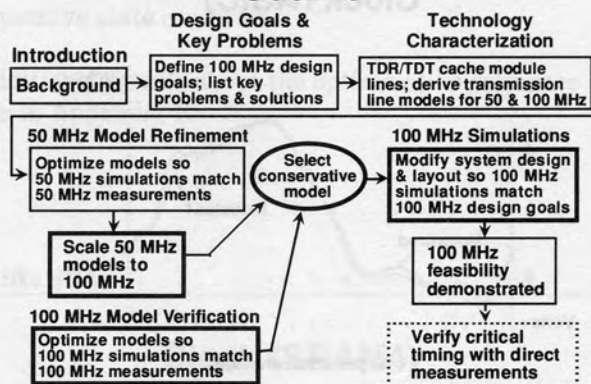 Design Goals &
Key Problems
Technology
Characterization
Introduction
Background
Define 100 MHz design
goals; list key
problems & solutions
TDR/TDT cache module
lines; derive transmission
line models for 50 & 100 MHz
50 MHz Model Refinement
Optimize models so
50 MHz simulations match
50 MHz measurements
Select
conservative
model
100 MHz Simulations
Modify system design
& layout so 100 MHz
simulations match
100 MHz design goals
Scale 50 MHz
models to
100 MHz
100 MHz
feasibility
demonstrated
100 MHz Model Verification
Optimize models so
100 MHz simulations match
100 MHz measurements
Verify critical
timing with direct
measurements